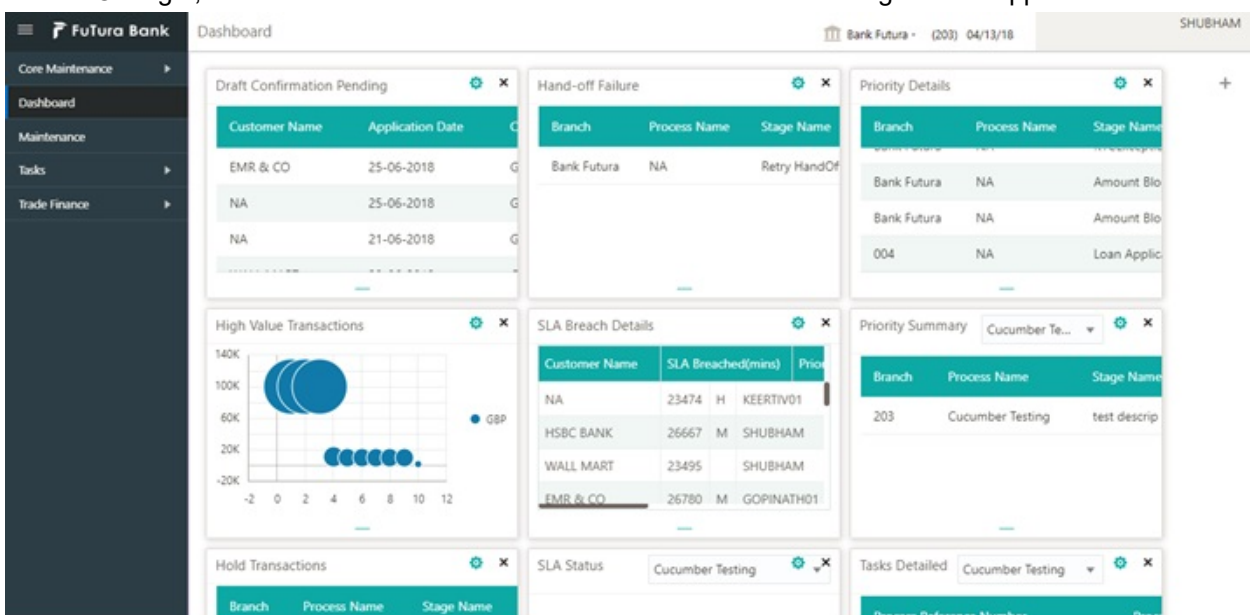 FuTura Bank
Dashboard
Bank Futura - (203) 04/13/18
SHUBHAM
Core Maintenance
Dashboard
Maintenance
Tasks
Trade Finance
Draft Confirmation Pending
Customer Name Application Date
EMR & CO 25-06-2018 G
NA 25-06-2018 G
NA 21-06-2018 G
Hand-off Failure
Branch Process Name Stage Name
Bank Futura NA Retry HandOf
Priority Details
Branch Process Name Stage Name
Bank Futura NA Amount Blo
Bank Futura NA Amount Blo
004 NA Loan Applic
High Value Transactions
140K
100K
60K
20K
-20K
-2 0 2 4 6 8 10 12
GBP
SLA Breach Details
Customer Name SLA Breached(mins) Prior
NA 23474 H KEERTIV01
HSBC BANK 26667 M SHUBHAM
WALL MART 23495 SHUBHAM
EMR & CO 26780 M GOPINATH01
Priority Summary Cucumber Te...
Branch Process Name Stage Name
203 Cucumber Testing test descrip
Hold Transactions
Branch Process Name Stage Name
SLA Status Cucumber Testing
Tasks Detailed Cucumber Testing